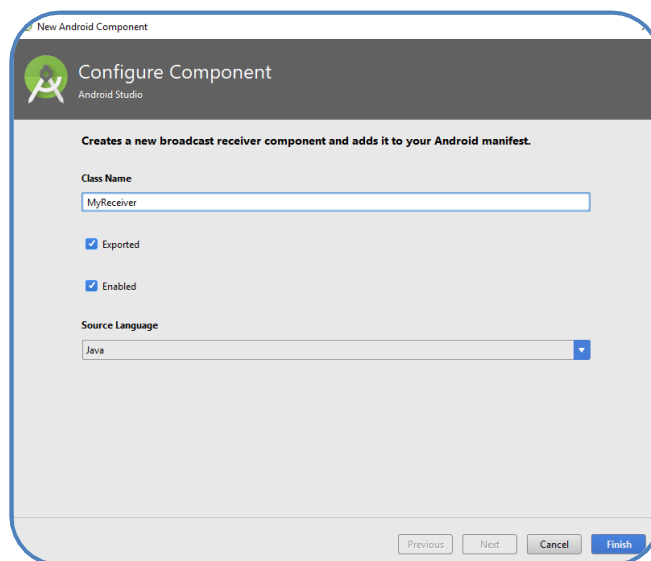 New Android Component
Configure Component
Android Studio
Creates a new broadcast receiver component and adds it to your Android manifest.
Class Name
MyReceiver
Exported
Enabled
Source Language
Java
Previous Next Cancel Finish